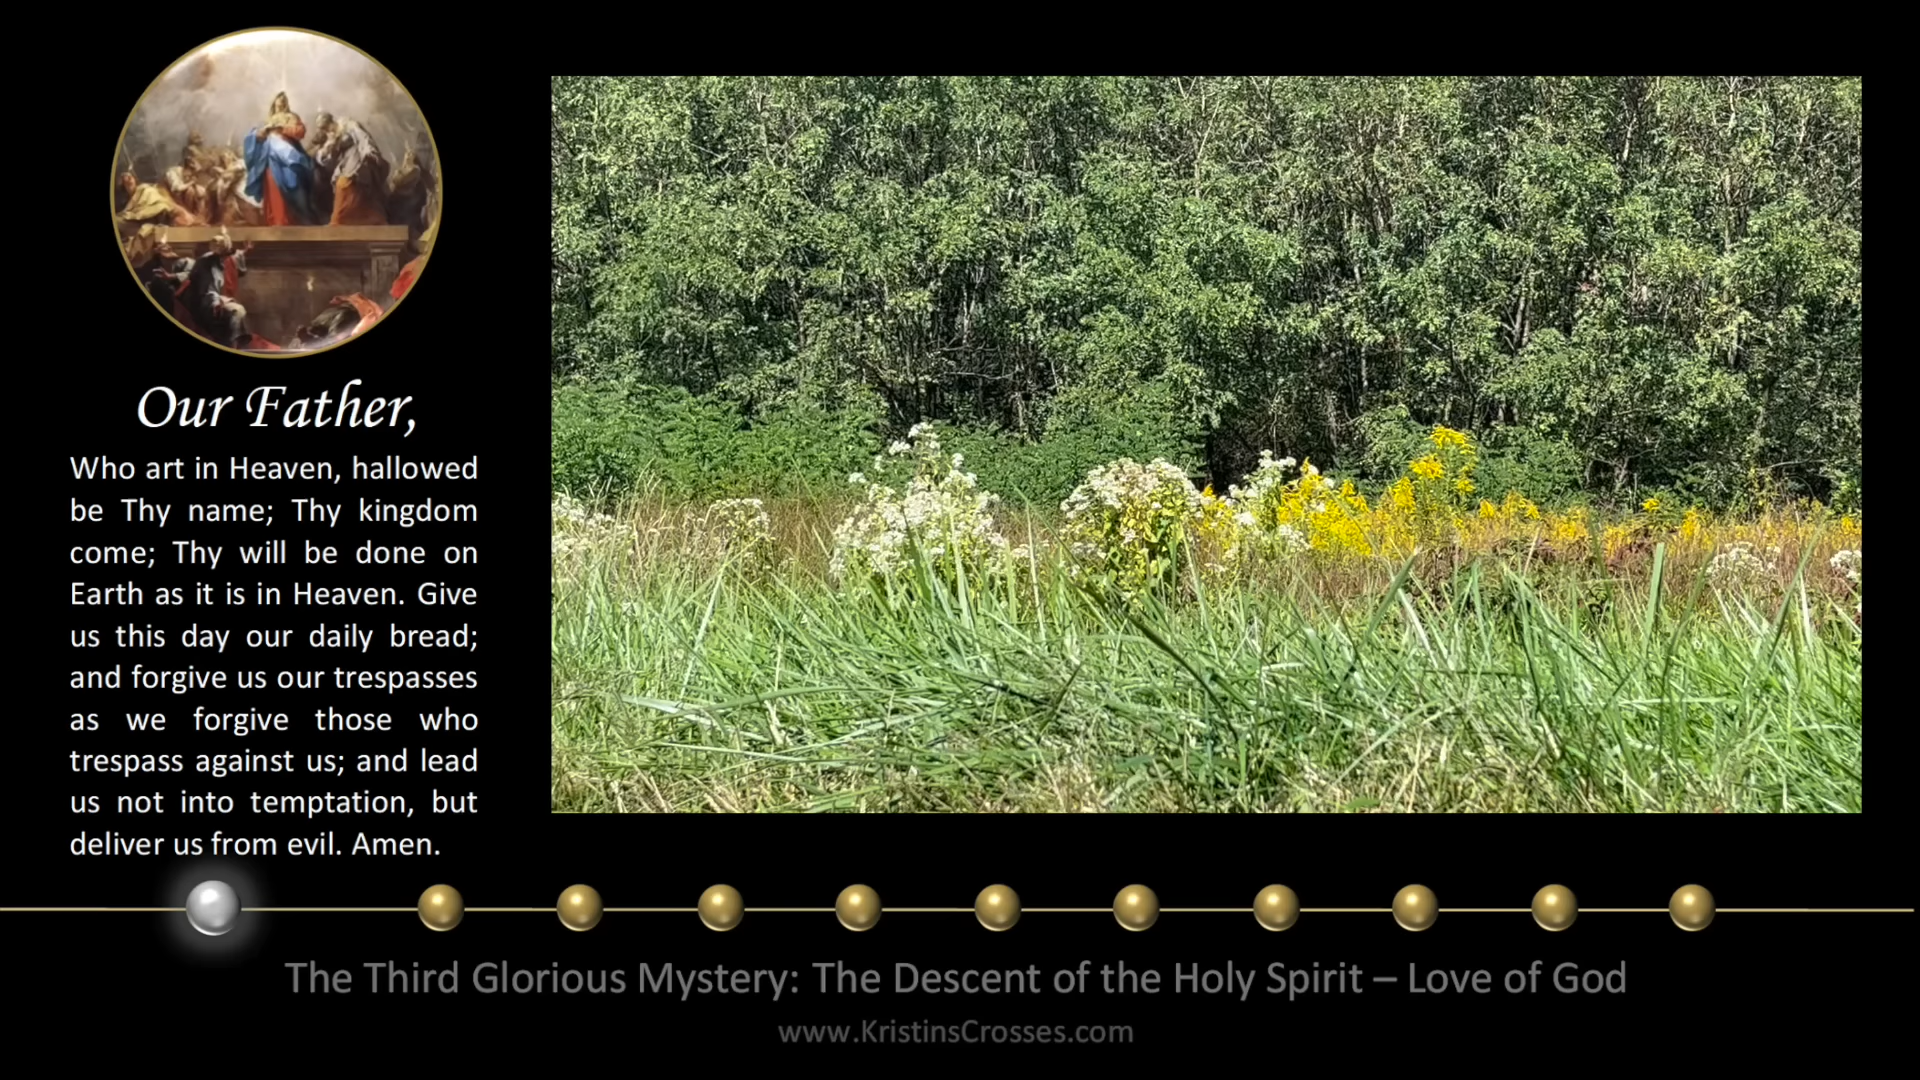 Our Father,
Who art in Heaven, hallowed
be Thy name; Thy kingdom
come; Thy will be done on
Earth as it is in Heaven. Give
us this day our daily bread;
and forgive us our trespasses
as we forgive those who
trespass against us; and lead
us not into temptation, but
deliver us from evil. Amen.
The Third Glorious Mystery: The Descent of the Holy Spirit – Love of God
www.KristinsCrosses.com